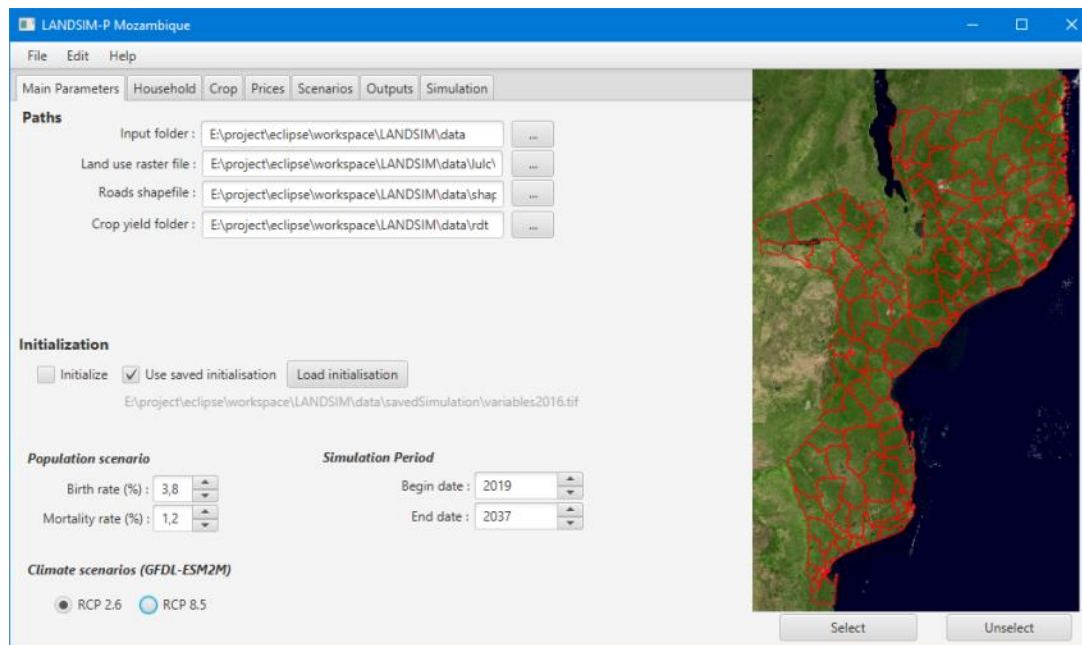 LANDSIM-P Mozambique
File Edit Help
Main Parameters Household Crop Prices Scenarios Outputs Simulation
Paths
Input folder : E:\project\eclipse\workspace\LANDSIM\data ...
Land use raster file : E:\project\eclipse\workspace\LANDSIM\data\lulc\ ...
Roads shapefile : E:\project\eclipse\workspace\LANDSIM\data\shap ...
Crop yield folder : E:\project\eclipse\workspace\LANDSIM\data\rdt ...
Initialization
Initialize Use saved initialisation Load initialisation
E:\project\eclipse\workspace\LANDSIM\data\savedSimulation\variables2016.tif
Population scenario Simulation Period
Birth rate (%) : 3,8 Begin date : 2019
Mortality rate (%) : 1,2 End date : 2037
Climate scenarios (GFDL-ESM2M)
RCP 2.6 RCP 8.5
Select Unselect